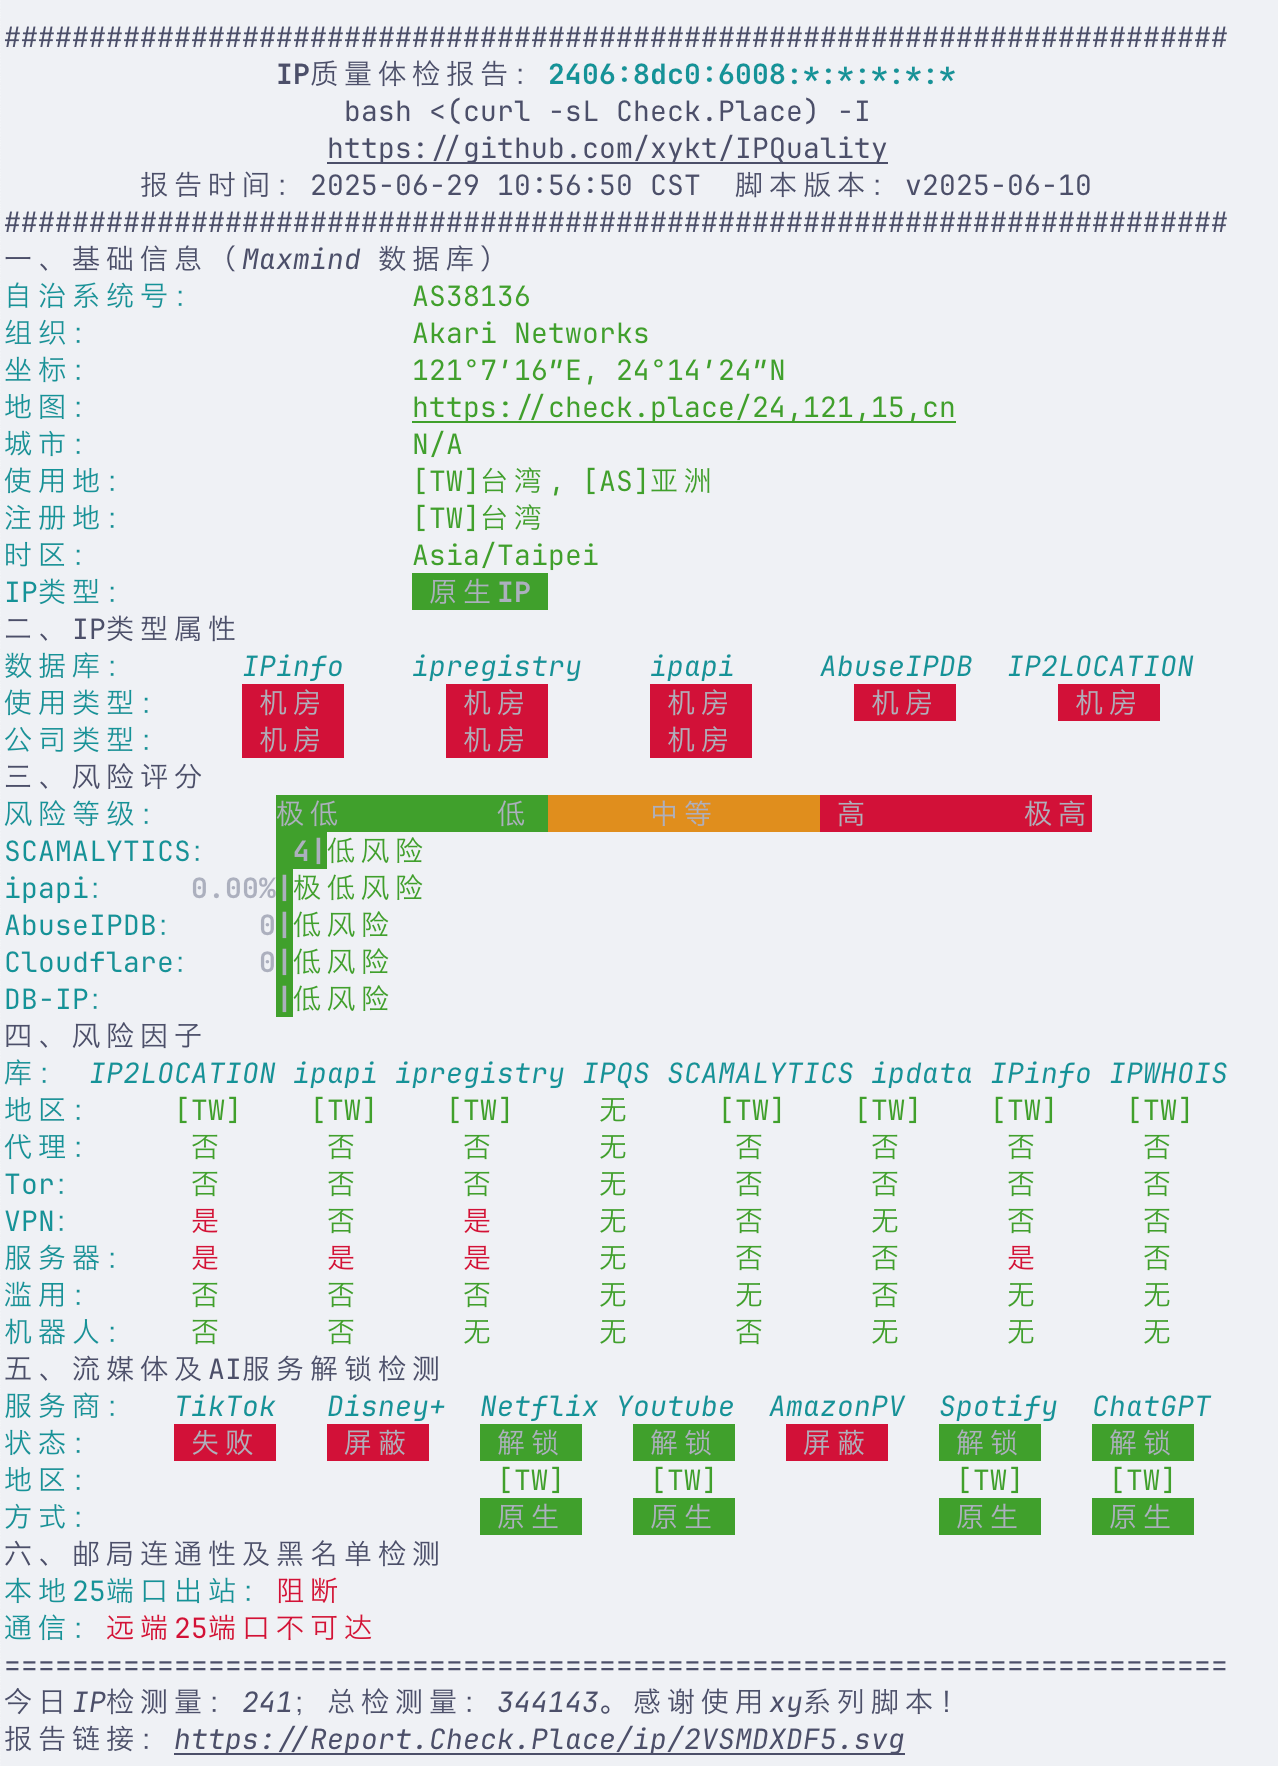 ########################################################################
IP质量体检报告：2406:8dc0:6008:*:*:*:*:*
bash <(curl -sL Check.Place) -I
https://github.com/xykt/IPQuality
报告时间：2025-06-29 10:56:50 CST 脚本版本：v2025-06-10
########################################################################
一、基础信息（Maxmind 数据库）
自治系统号： AS38136
组织： Akari Networks
坐标： 121°7′16″E, 24°14′24″N
地图： https://check.place/24,121,15,cn
城市： N/A
使用地： [TW]台湾, [AS]亚洲
注册地： [TW]台湾
时区： Asia/Taipei
IP类型： 原生IP
二、IP类型属性
数据库： IPinfo ipregistry ipapi AbuseIPDB IP2LOCATION
使用类型： 机房 机房 机房 机房 机房
公司类型： 机房 机房 机房
三、风险评分
风险等级： 极低 低 中等 高 极高
SCAMALYTICS： 4|低风险
ipapi： 0.00%|极低风险
AbuseIPDB： 0|低风险
Cloudflare： 0|低风险
DB-IP： |低风险
四、风险因子
库： IP2LOCATION ipapi ipregistry IPQS SCAMALYTICS ipdata IPinfo IPWHOIS
地区： [TW] [TW] [TW] 无 [TW] [TW] [TW] [TW]
代理： 否 否 否 无 否 否 否 否
Tor： 否 否 否 无 否 否 否 否
VPN： 是 否 是 无 否 无 否 否
服务器： 是 是 是 无 否 否 是 否
滥用： 否 否 否 无 无 否 无 无
机器人： 否 否 无 无 否 无 无 无
五、流媒体及AI服务解锁检测
服务商： TikTok Disney+ Netflix Youtube AmazonPV Spotify ChatGPT
状态： 失败 屏蔽 解锁 解锁 屏蔽 解锁 解锁
地区： [TW] [TW] [TW] [TW]
方式： 原生 原生 原生 原生
六、邮局连通性及黑名单检测
本地25端口出站：阻断
通信：远端25端口不可达
========================================================================
今日IP检测量：241；总检测量：344143。感谢使用xy系列脚本！
报告链接：https://Report.Check.Place/ip/2VSMDXDF5.svg